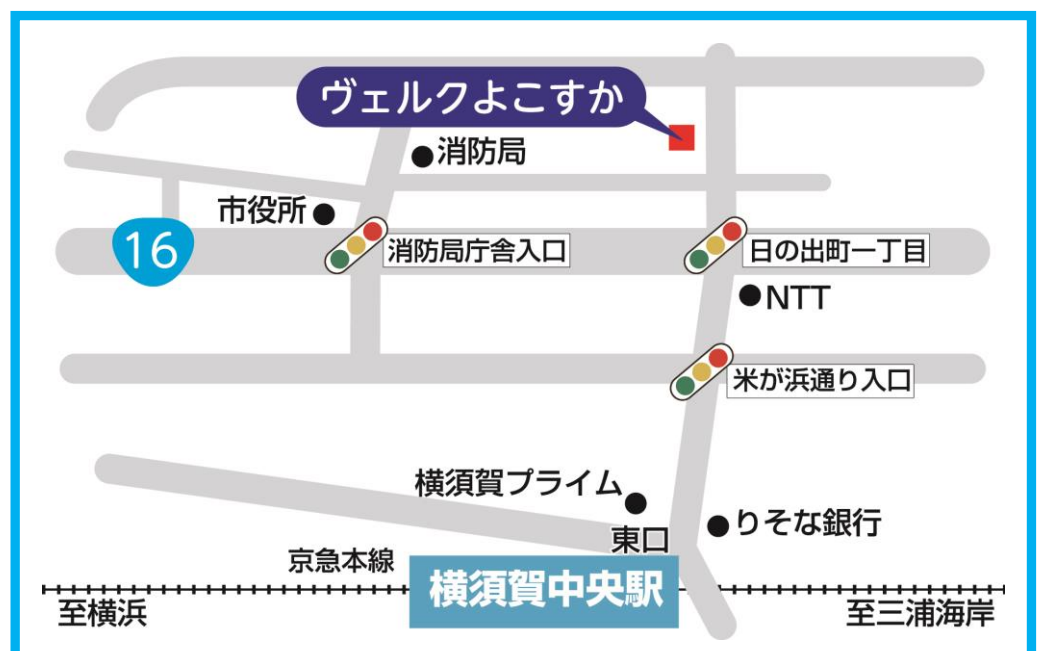 ヴェルクよこすか
消防局
市役所
16
消防局庁舎入口
日の出町一丁目
NTT
米が浜通り入口
横須賀プライム
りそな銀行
東口
京急本線
横須賀中央駅
至横浜
至三浦海岸